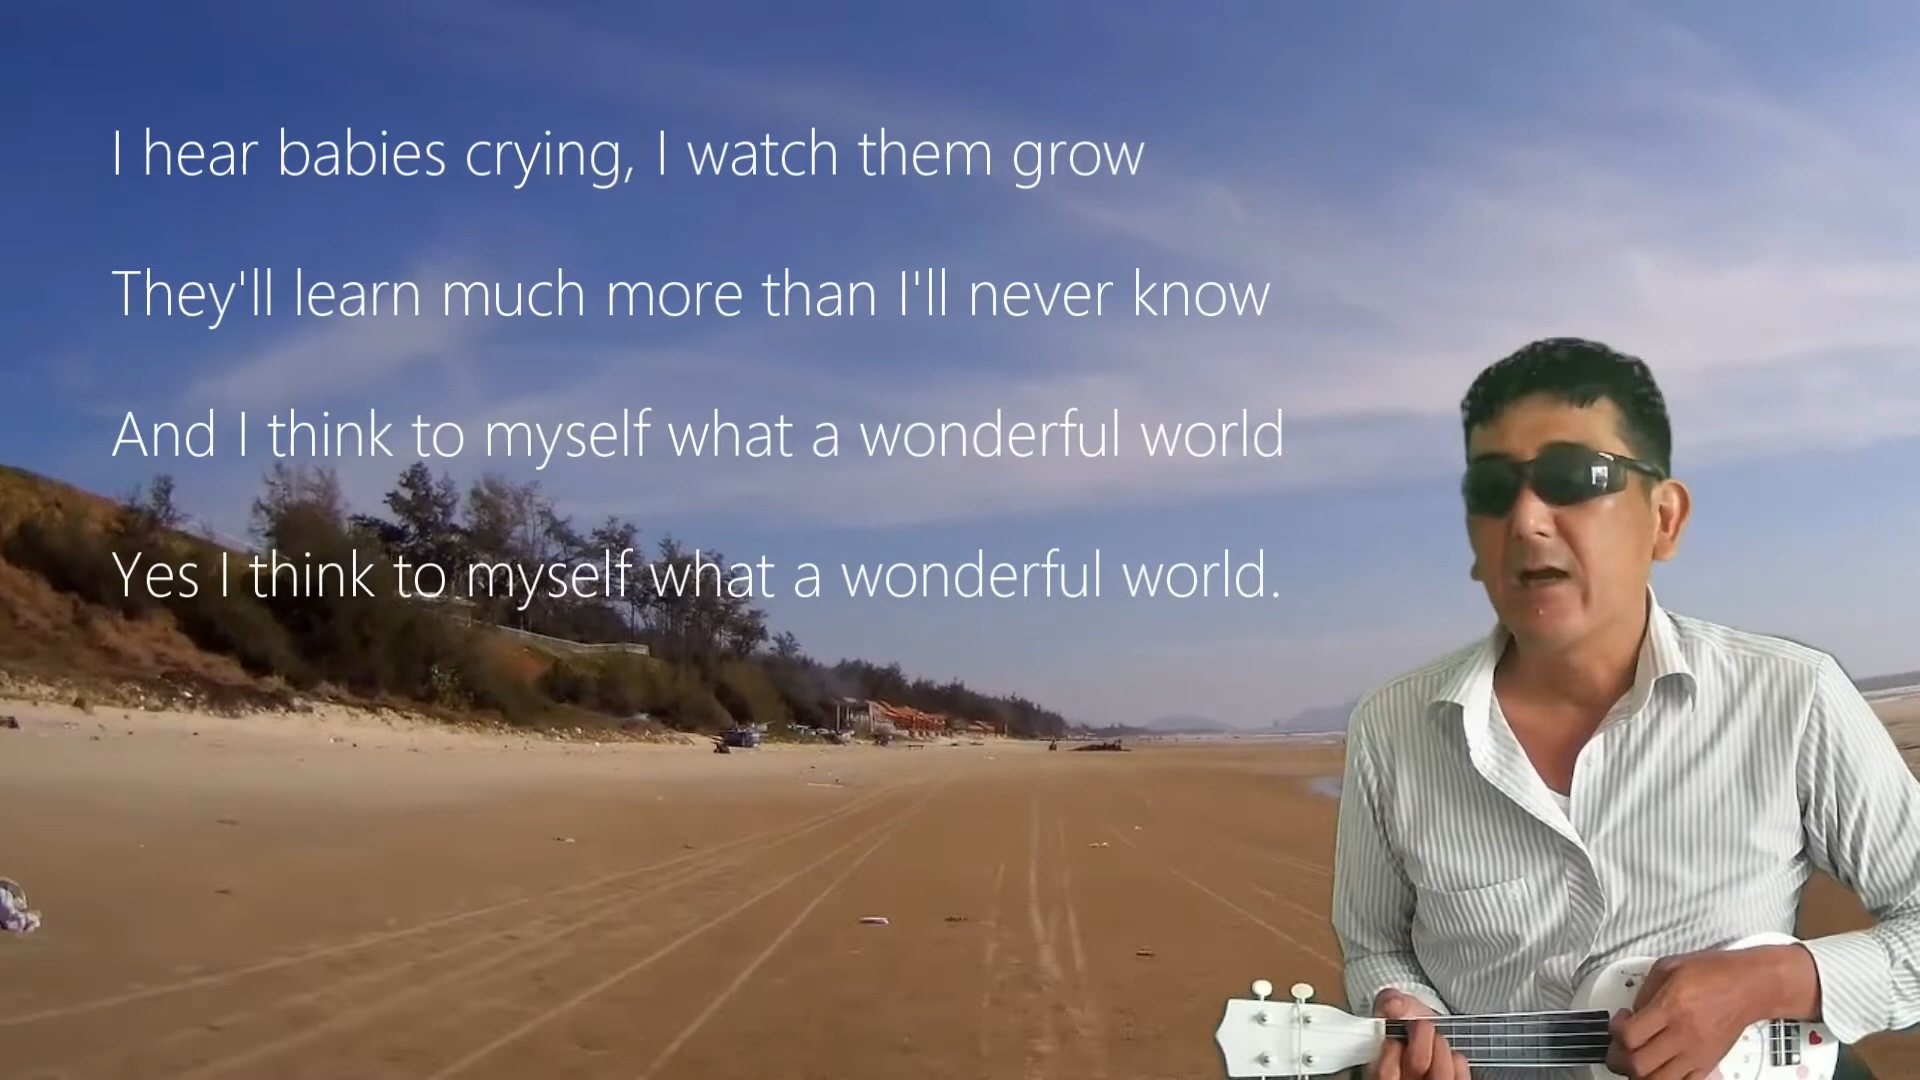 I hear babies crying, I watch them grow
They'll learn much more than I'll never know
And I think to myself what a wonderful world
Yes I think to myself what a wonderful world.